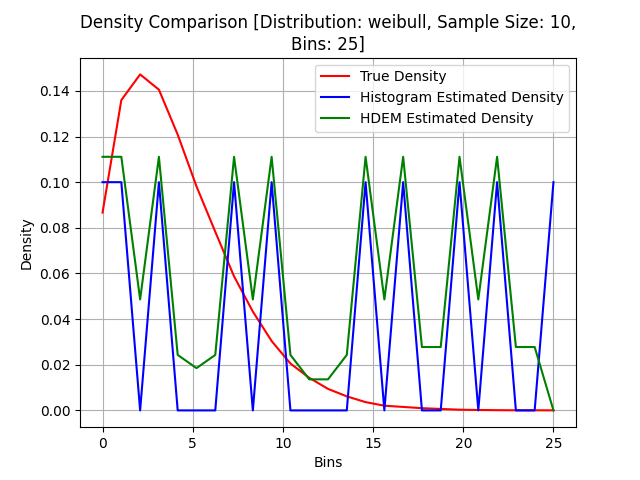 Density Comparison [Distribution: weibull, Sample Size: 10,
Bins: 25]
True Density
Histogram Estimated Density
HDEM Estimated Density
Density
0.14
0.12
0.10
0.08
0.06
0.04
0.02
0.00
0
5
10
15
20
25
Bins